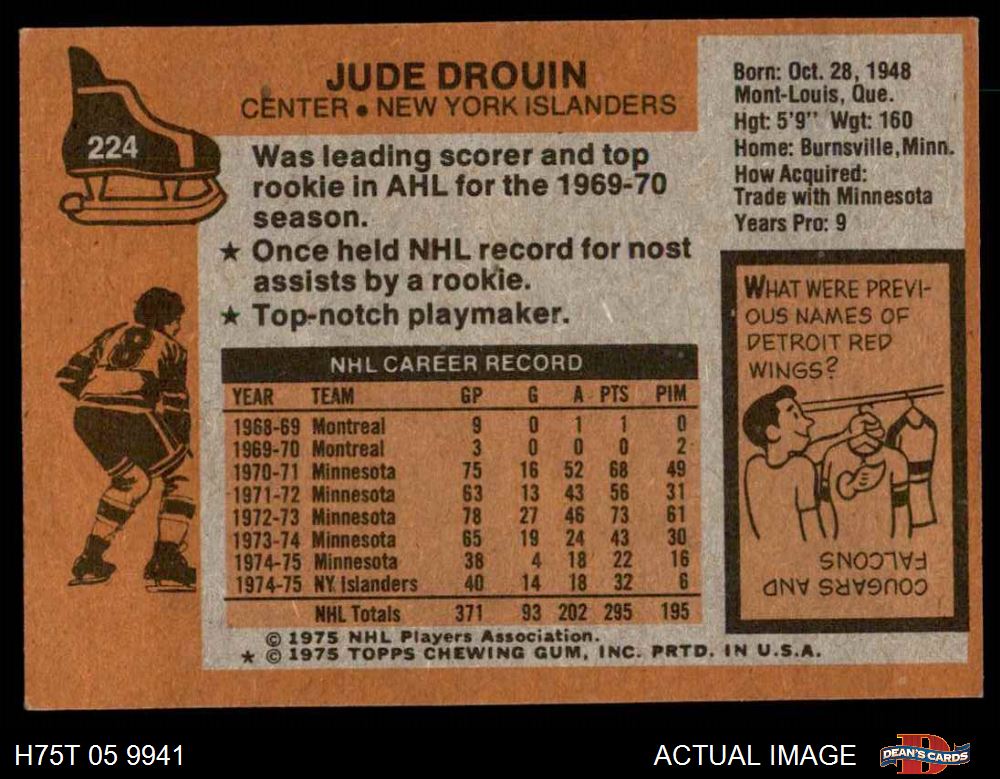 224
JUDE DROUIN
CENTER • NEW YORK ISLANDERS
Was leading scorer and top
rookie in AHL for the 1969-70
season.
★ Once held NHL record for nost
assists by a rookie.
★ Top-notch playmaker.
Born: Oct. 28, 1948
Mont-Louis, Que.
Hgt: 5'9" Wgt: 160
Home: Burnsville, Minn.
How Acquired:
Trade with Minnesota
Years Pro: 9
NHL CAREER RECORD
YEAR TEAM GP G A PTS PIM
1968-69 Montreal 9 0 1 1 0
1969-70 Montreal 3 0 0 0 2
1970-71 Minnesota 75 16 52 68 49
1971-72 Minnesota 63 13 43 56 31
1972-73 Minnesota 78 27 46 73 61
1973-74 Minnesota 65 19 24 43 30
1974-75 Minnesota 38 4 18 22 16
1974-75 NY. Islanders 40 14 18 32 6
NHL Totals 371 93 202 295 195
© 1975 NHL Players Association.
★ © 1975 TOPPS CHEWING GUM, INC. PRTD. IN U.S.A.
WHAT WERE PREVI-
OUS NAMES OF
DETROIT RED
WINGS?
COUGARS AND
FALCONS
8
H75T 05 9941
ACTUAL IMAGE
DEAN'S CARDS